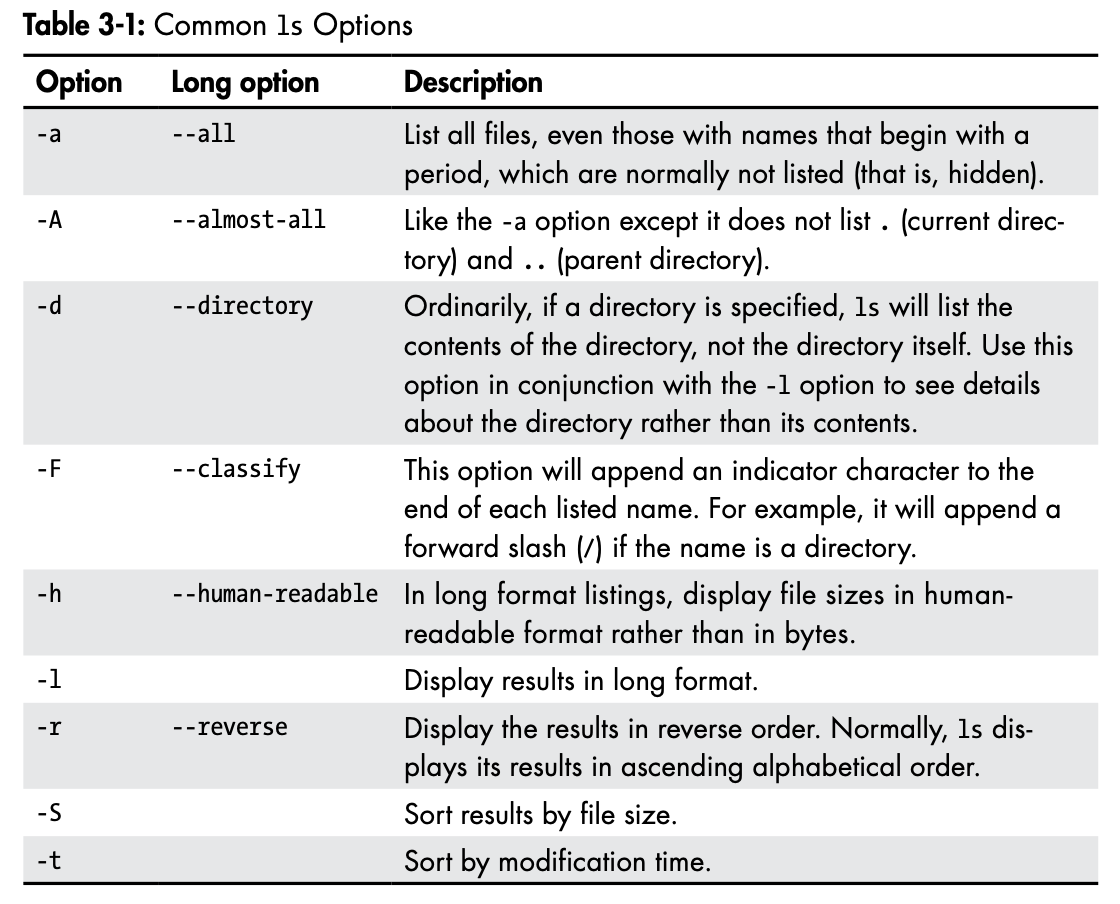 Table 3-1: Common ls Options
Option Long option Description
-a --all List all files, even those with names that begin with a
period, which are normally not listed (that is, hidden).
-A --almost-all Like the -a option except it does not list . (current direc-
tory) and .. (parent directory).
-d --directory Ordinarily, if a directory is specified, ls will list the
contents of the directory, not the directory itself. Use this
option in conjunction with the -l option to see details
about the directory rather than its contents.
-F --classify This option will append an indicator character to the
end of each listed name. For example, it will append a
forward slash (/) if the name is a directory.
-h --human-readable In long format listings, display file sizes in human-
readable format rather than in bytes.
-l Display results in long format.
-r --reverse Display the results in reverse order. Normally, ls dis-
plays its results in ascending alphabetical order.
-S Sort results by file size.
-t Sort by modification time.